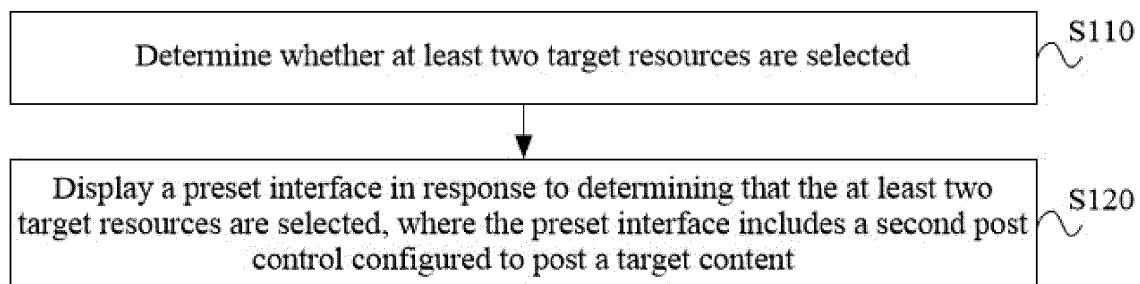 Determine whether at least two target resources are selected
S110
Display a preset interface in response to determining that the at least two
target resources are selected, where the preset interface includes a second post
control configured to post a target content
S120